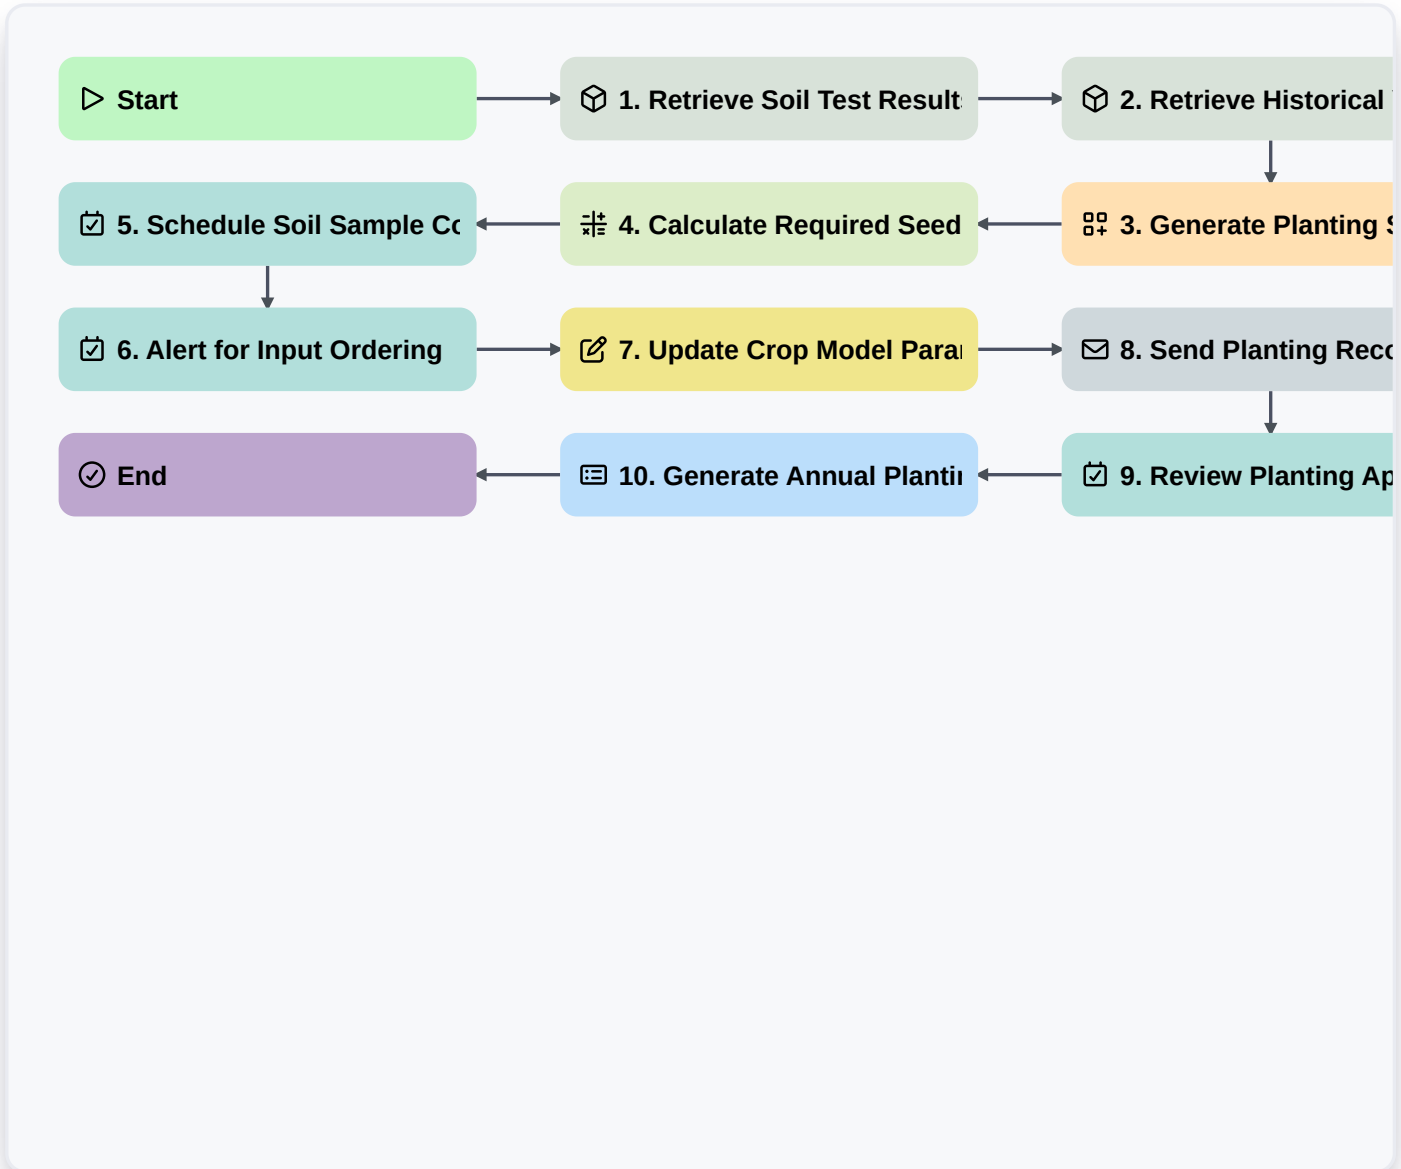 Start
1. Retrieve Soil Test Results
2. Retrieve Historical
3. Generate Planting
4. Calculate Required Seed
5. Schedule Soil Sample
6. Alert for Input Ordering
7. Update Crop Model
8. Send Planting
9. Review Planting
10. Generate Annual
End